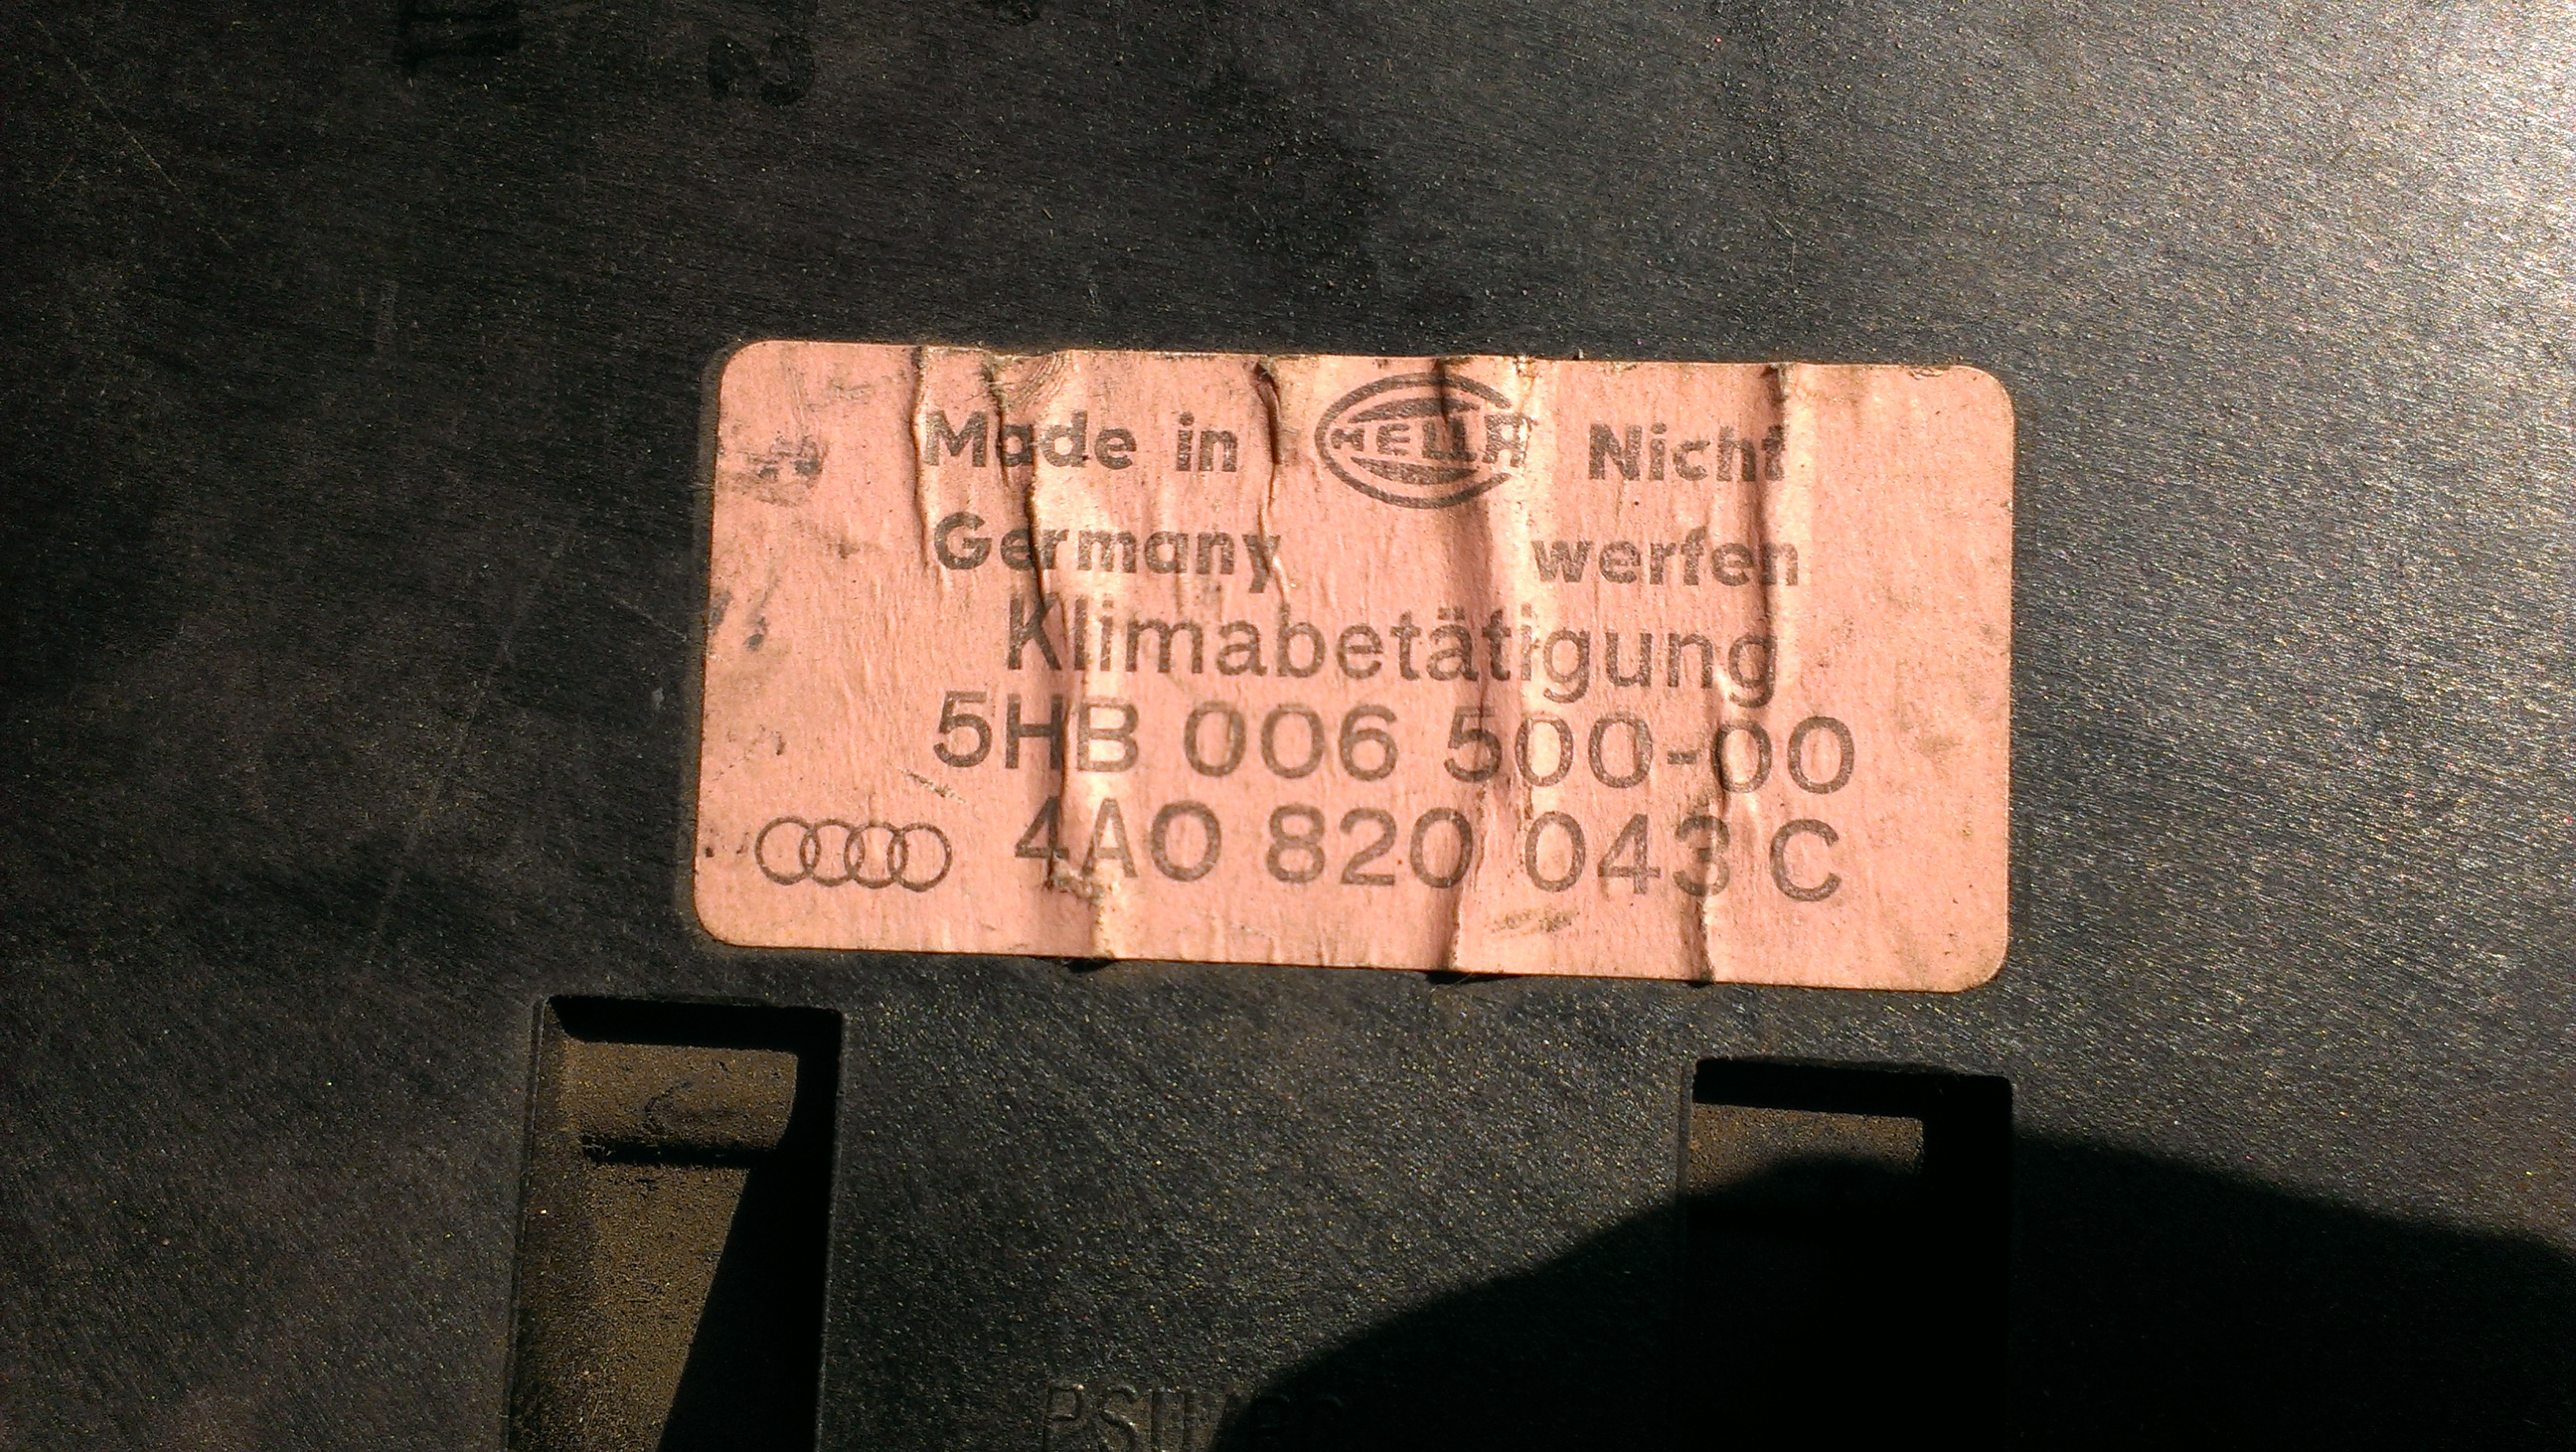 Made in HELLA Nicht
Germany werfen
Klimabetätigung
5HB 006 500-00
4A0 820 043 C